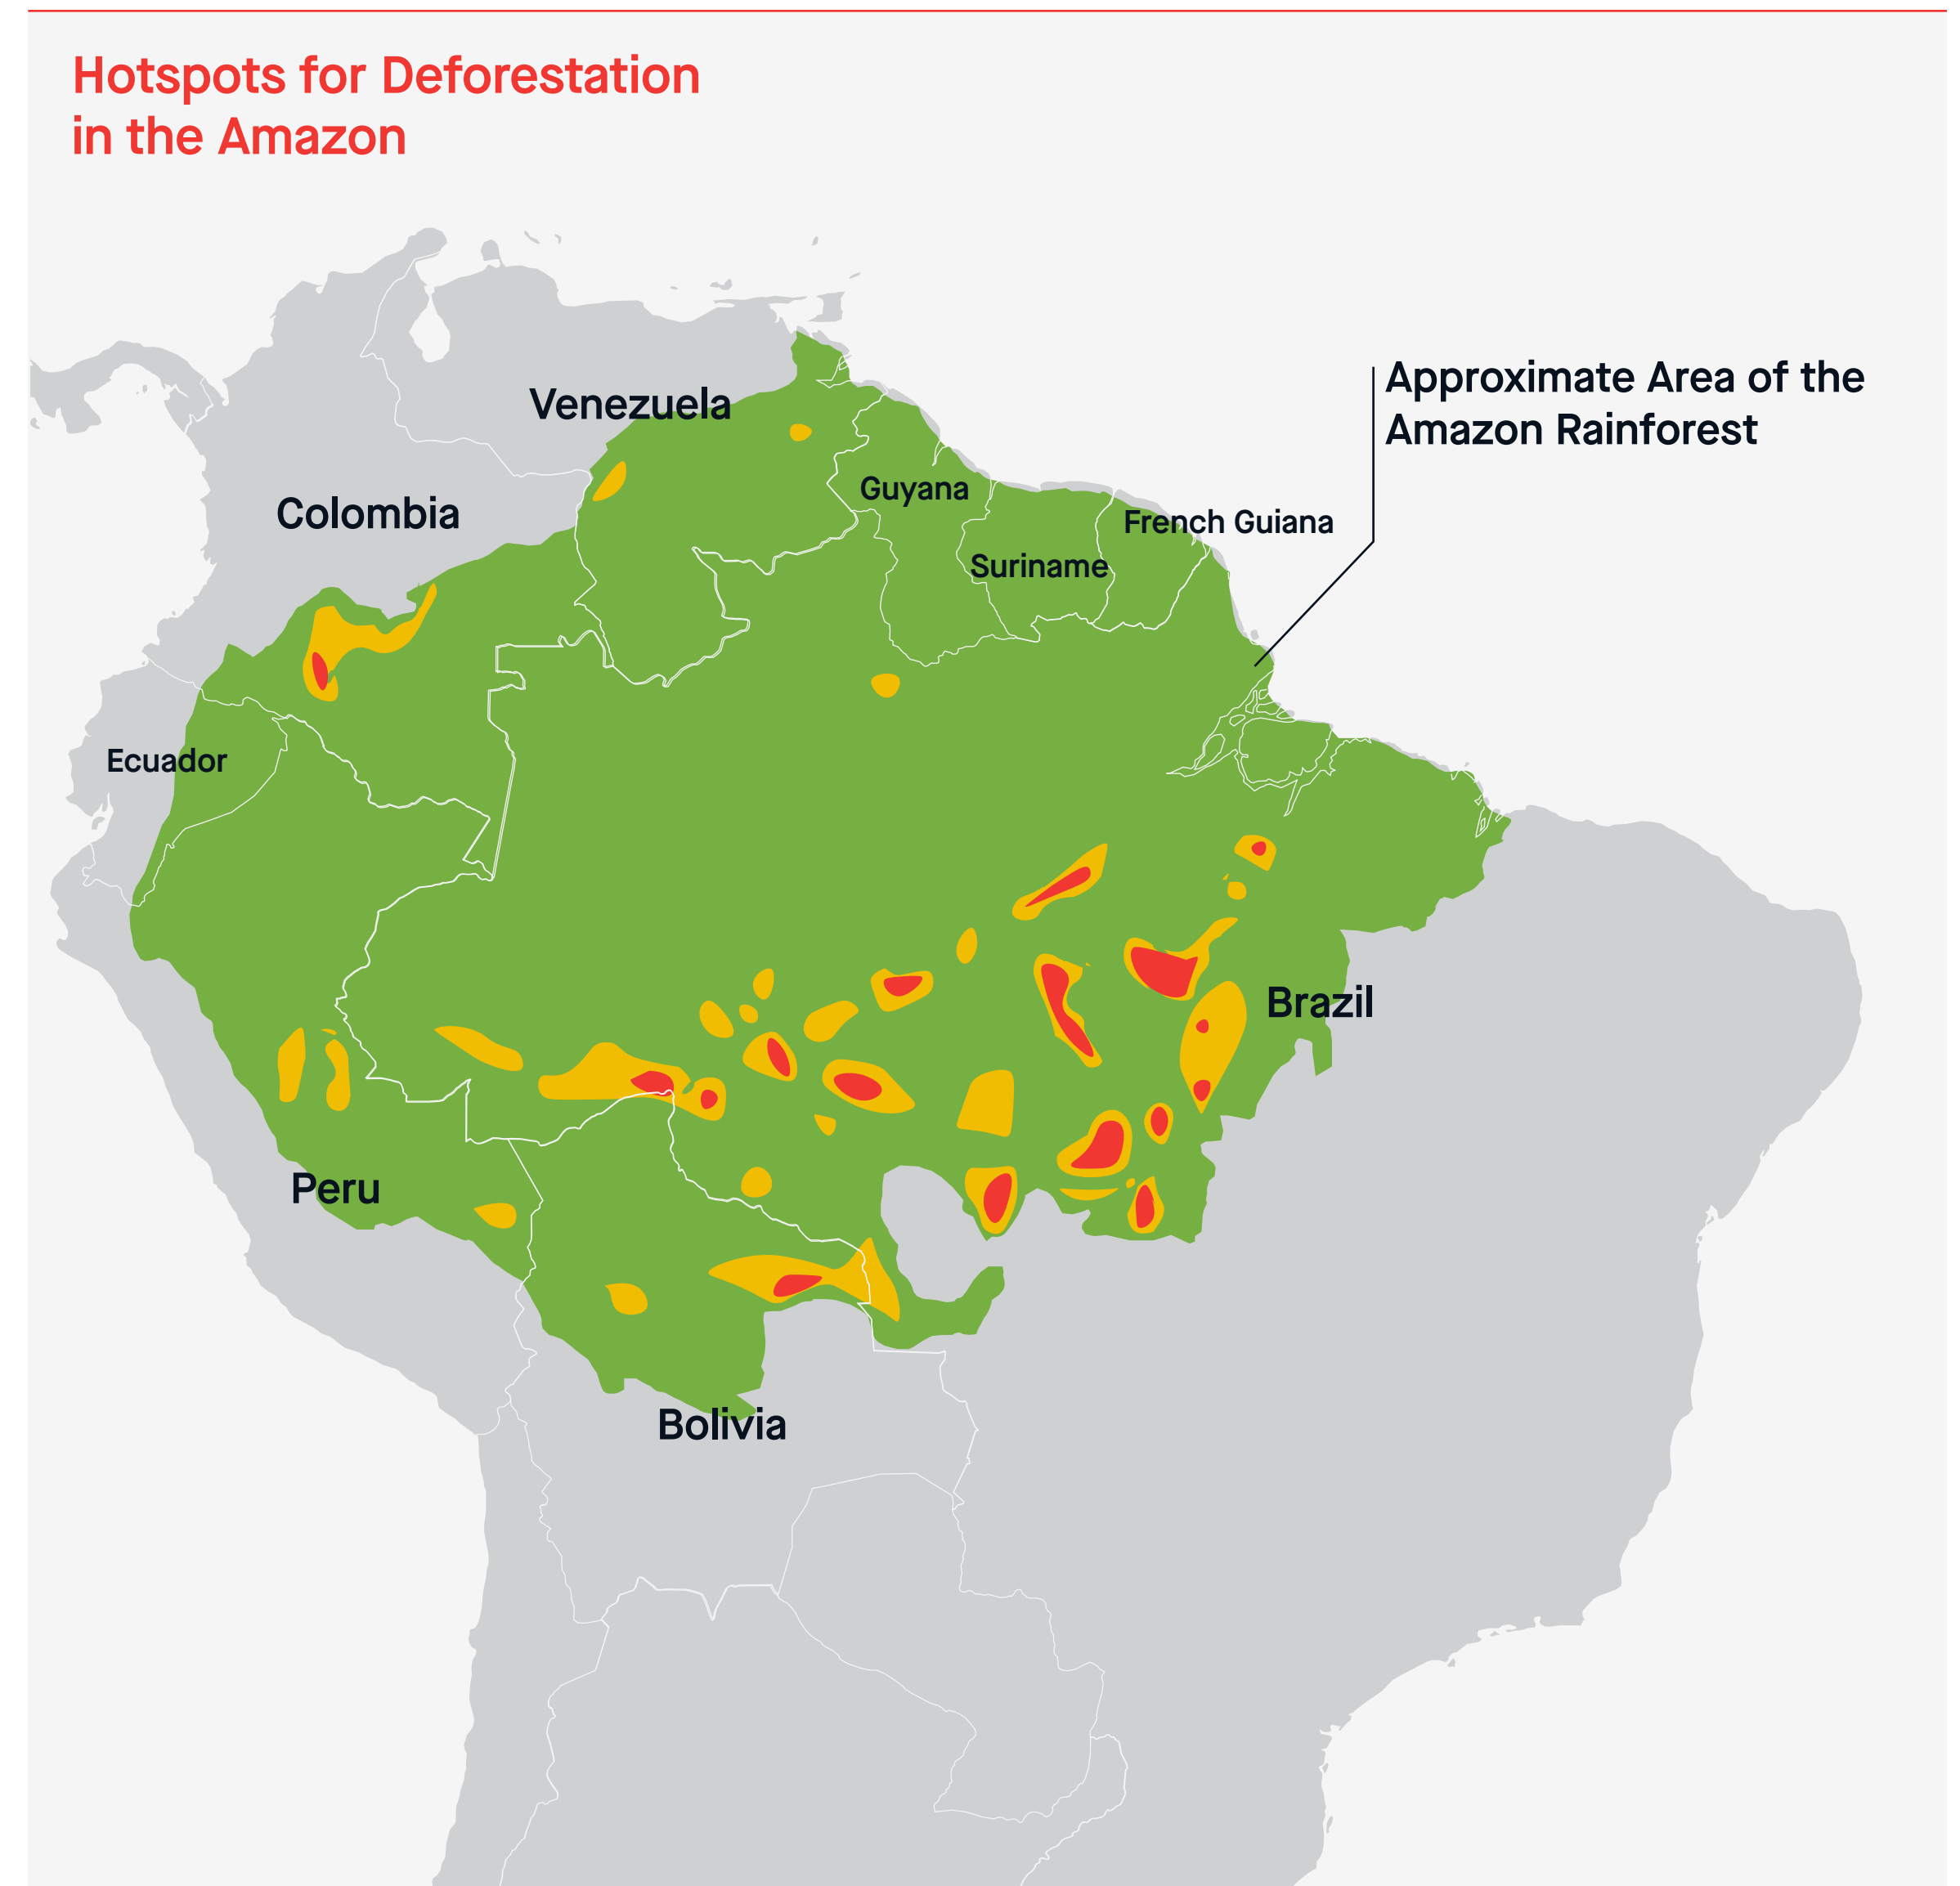 Hotspots for Deforestation
in the Amazon
Approximate Area of the
Amazon Rainforest
Venezuela
Guyana
Colombia
French Guiana
Suriname
Ecuador
Brazil
Peru
Bolivia